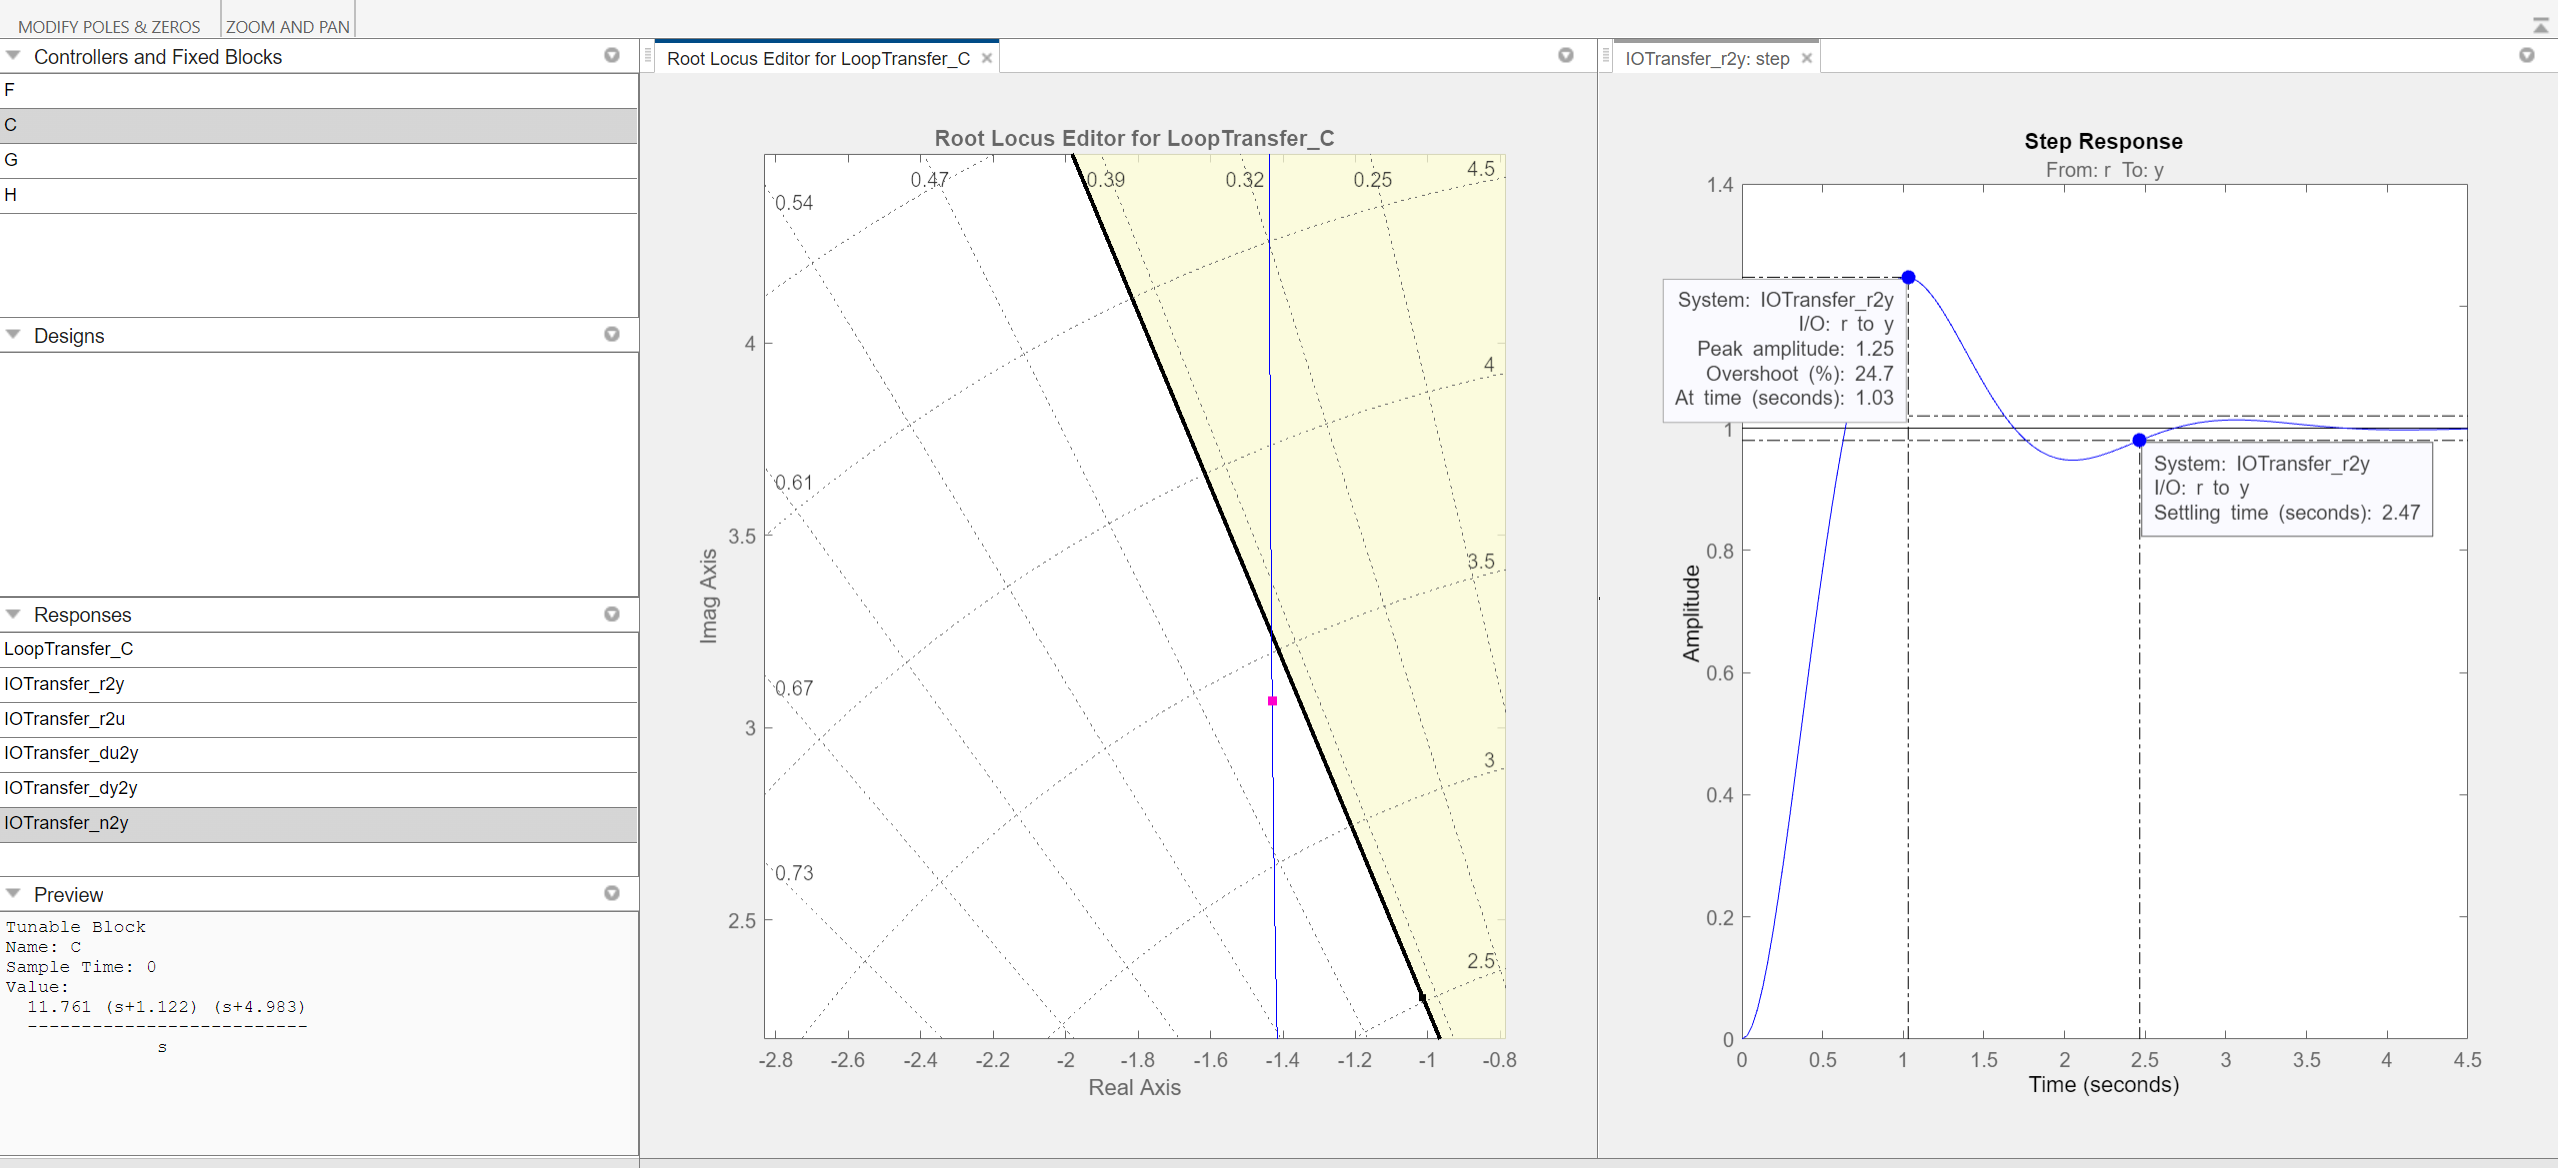 MODIFY POLES & ZEROS
ZOOM AND PAN
Controllers and Fixed Blocks
F
C
G
H
Designs
Responses
LoopTransfer_C
IOTransfer_r2y
IOTransfer_r2u
IOTransfer_du2y
IOTransfer_dy2y
IOTransfer_n2y
Preview
Tunable Block
Name: C
Sample Time: 0
Value:
11.761 (s+1.122) (s+4.983)
--------------------------
s
Root Locus Editor for LoopTransfer_C
Root Locus Editor for LoopTransfer_C
0.47
0.39
0.32
0.25
4.5
0.54
4
4
0.61
3.5
3.5
0.67
3
3
0.73
2.5
2.5
Imag Axis
-2.8
-2.6
-2.4
-2.2
-2
-1.8
-1.6
-1.4
-1.2
-1
-0.8
Real Axis
IOTransfer_r2y: step
Step Response
From: r To: y
1.4
System: IOTransfer_r2y
I/O: r to y
Peak amplitude: 1.25
Overshoot (%): 24.7
At time (seconds): 1.03
1
System: IOTransfer_r2y
I/O: r to y
Settling time (seconds): 2.47
0.8
0.6
0.4
0.2
0
Amplitude
0
0.5
1
1.5
2
2.5
3
3.5
4
4.5
Time (seconds)